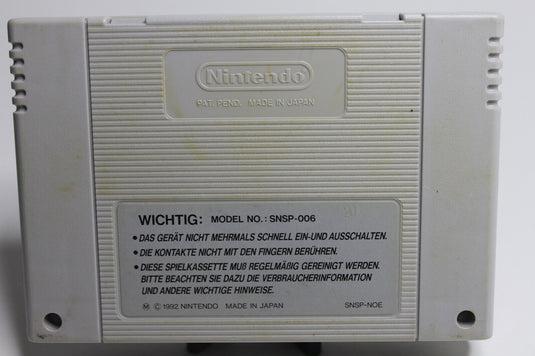 Nintendo
PAT. PEND. MADE IN JAPAN
WICHTIG: MODEL NO.: SNSP-006
• DAS GERÄT NICHT MEHRMALS SCHNELL EIN-UND AUSSCHALTEN.
• DIE KONTAKTE NICHT MIT DEN FINGERN BERÜHREN.
• DIESE SPIELKASSETTE MUß REGELMÄßIG GEREINIGT WERDEN.
BITTE BEACHTEN SIE DAZU DIE VERBRAUCHERINFORMATION
UND ANDERE WICHTIGE HINWEISE.
Ⓜ © 1992 NINTENDO MADE IN JAPAN SNSP-NOE